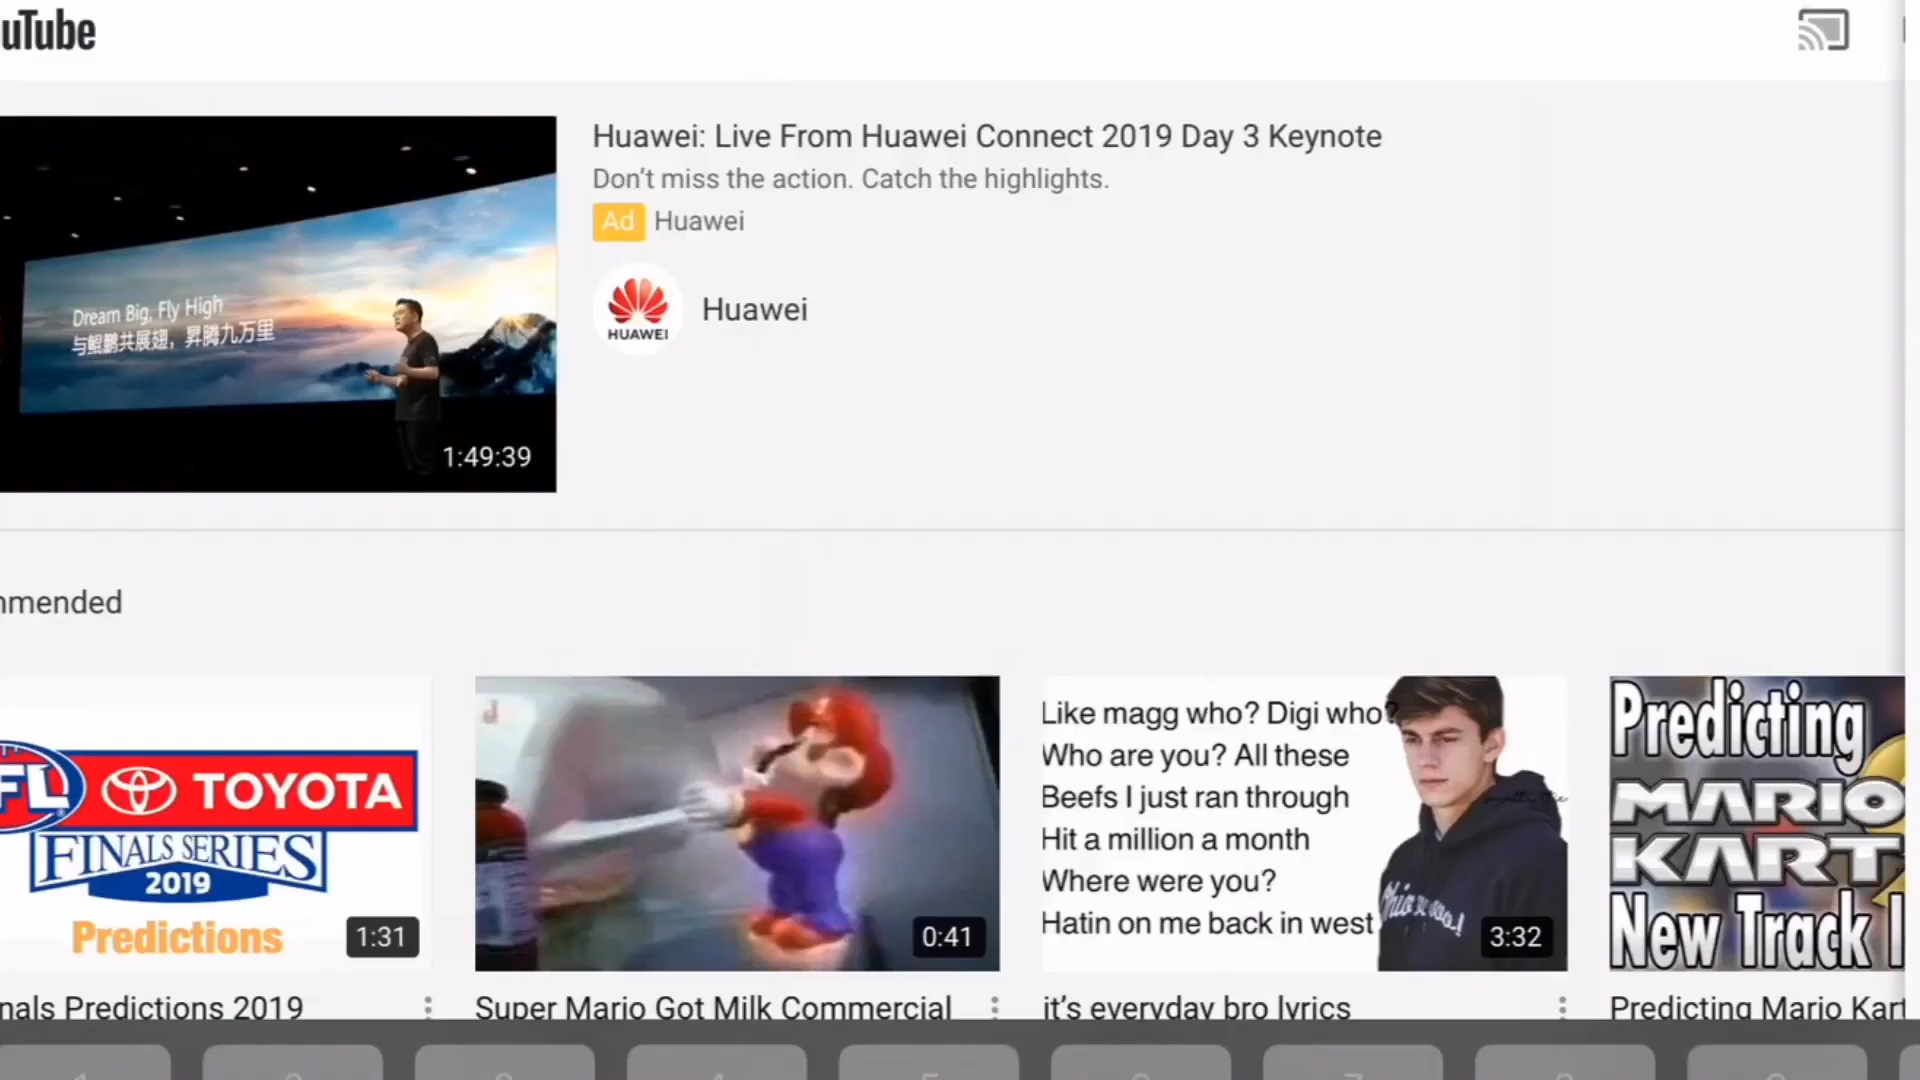 uTube
Huawei: Live From Huawei Connect 2019 Day 3 Keynote
Don't miss the action. Catch the highlights.
Ad Huawei
HUAWEI
Huawei
Dream Big, Fly High
与鲲鹏共展翅，昇腾九万里
1:49:39
mmended
FL TOYOTA
FINALS SERIES
2019
Predictions
1:31
0:41
Like magg who? Digi who?
Who are you? All these
Beefs I just ran through
Hit a million a month
Where were you?
Hatin on me back in west
3:32
Predicting
MARIO
KART
New Track
nals Predictions 2019
Super Mario Got Milk Commercial
it's everyday bro lyrics
Predicting Mario Kart